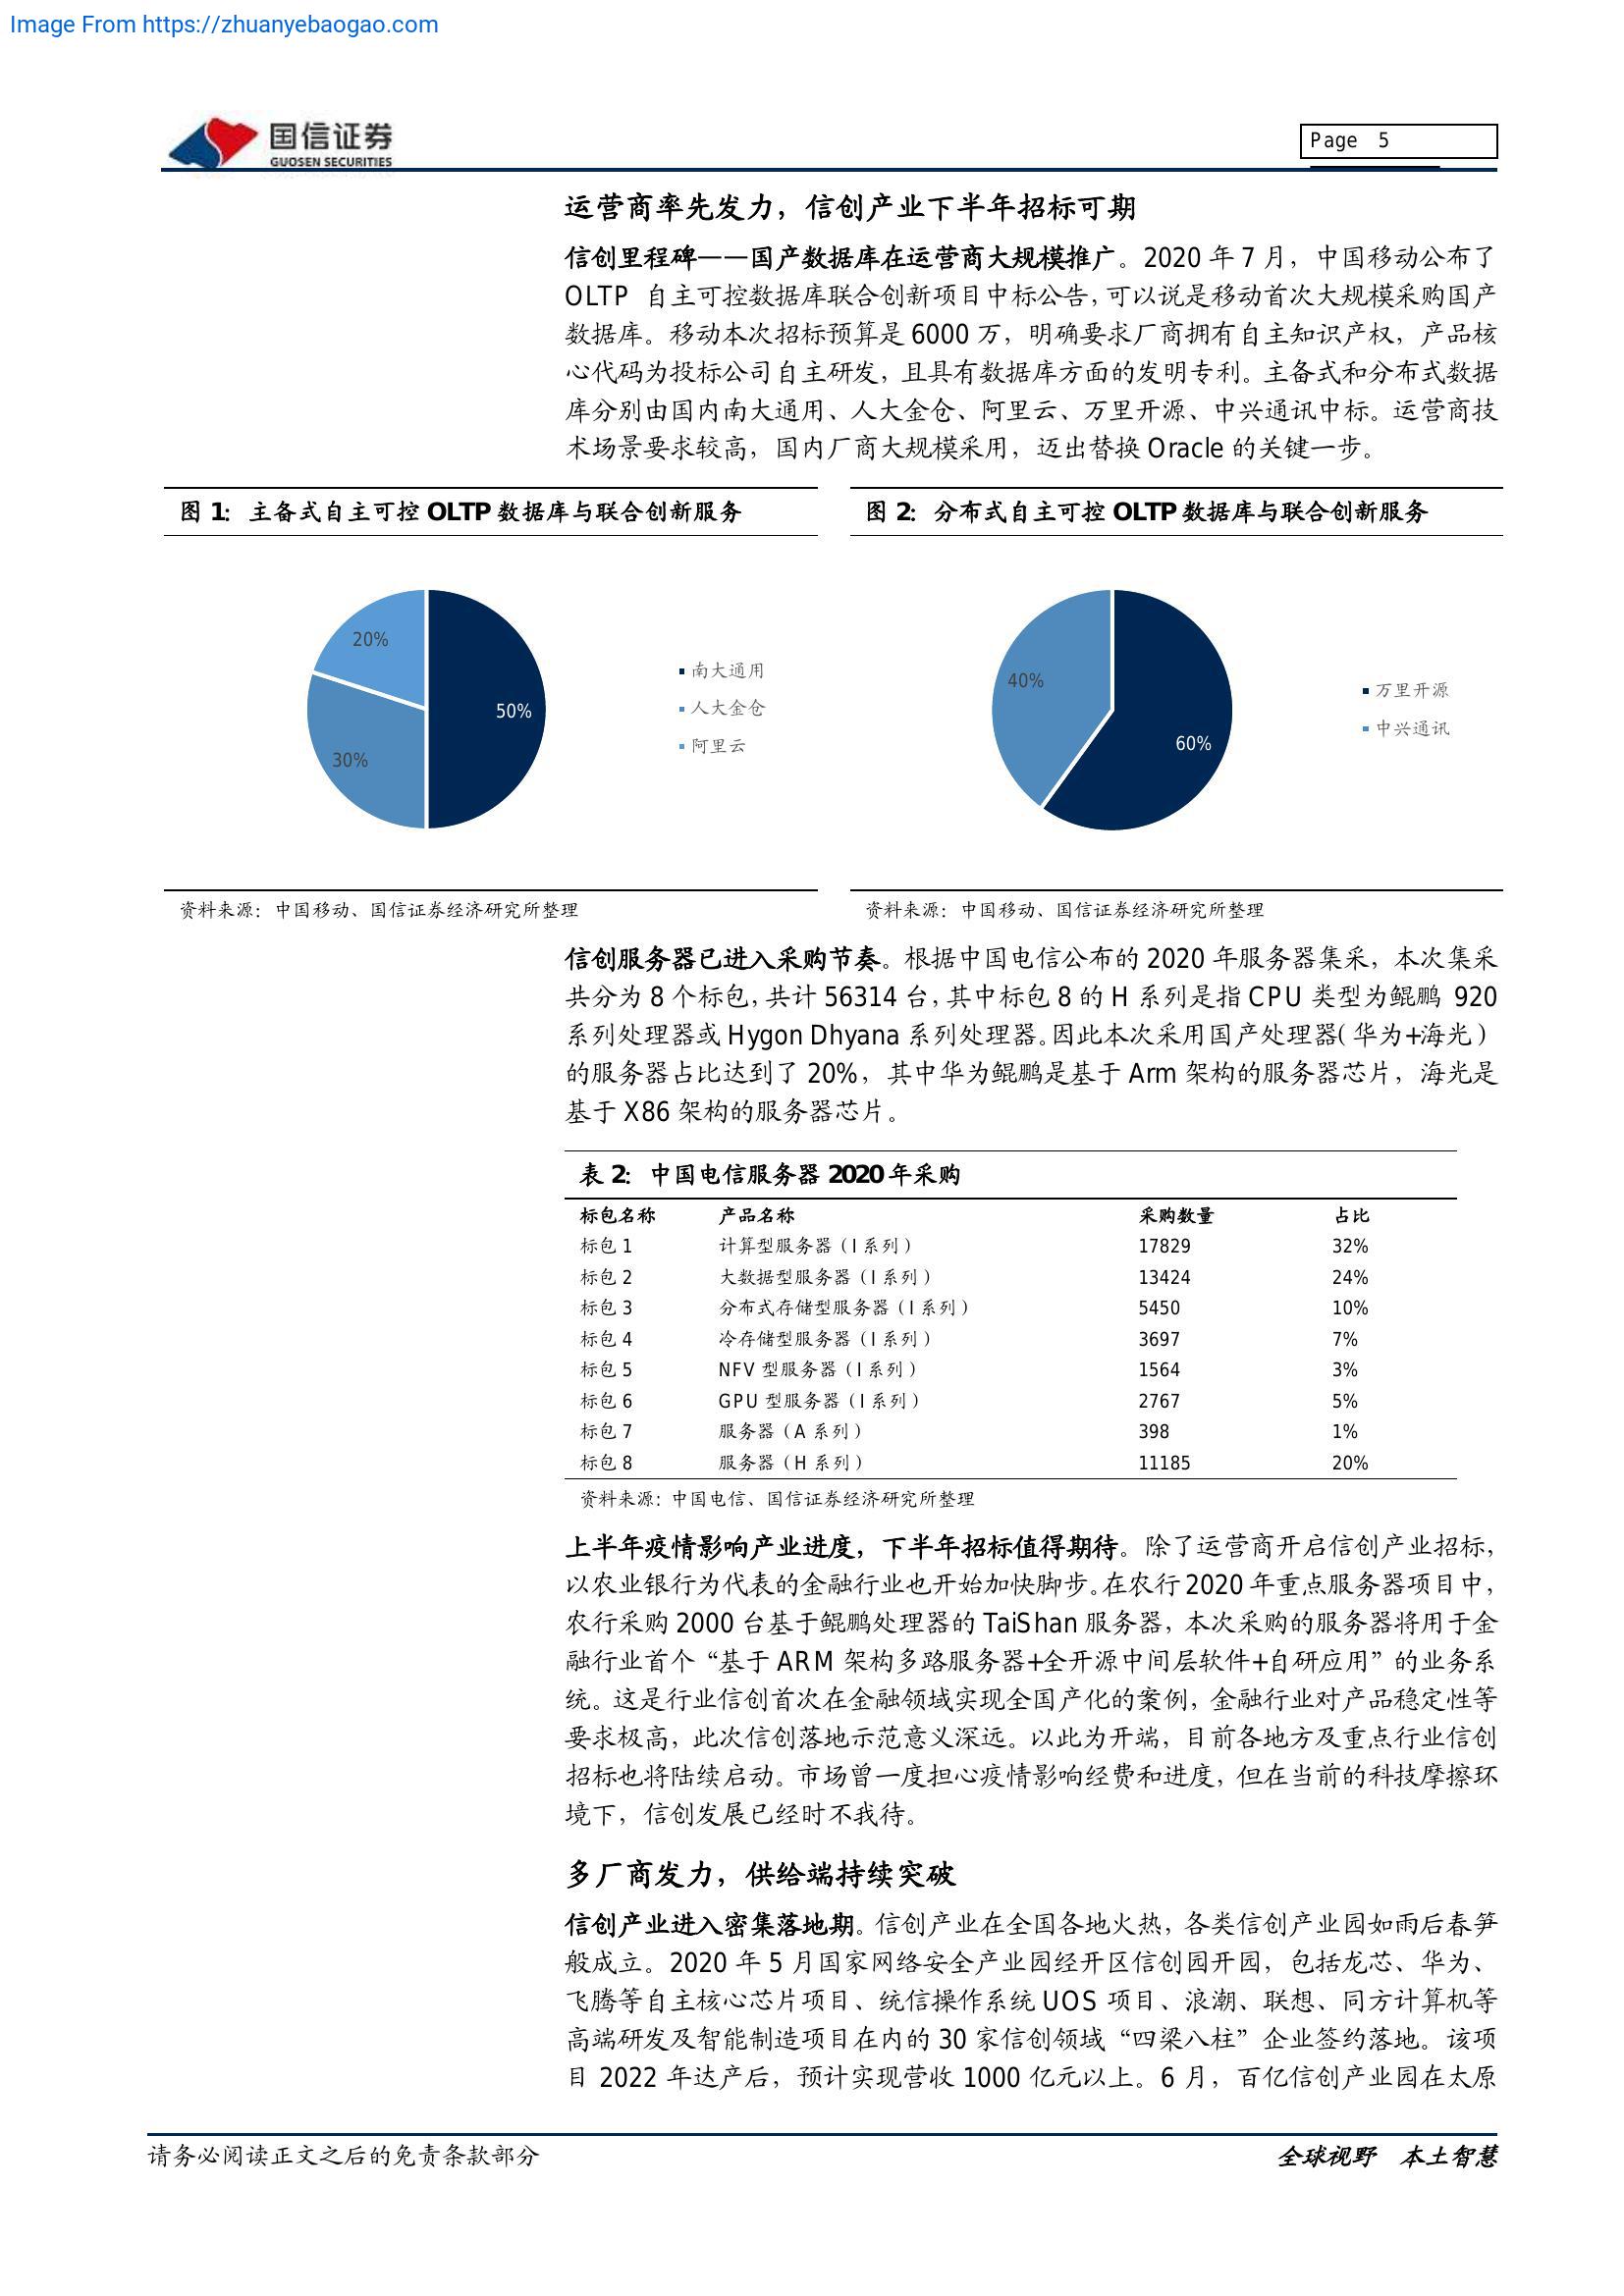 Image From https://zhuanyebaogao.com
国信证券
GUOSEN SECURITIES
Page 5
运营商率先发力，信创产业下半年招标可期
信创里程碑——国产数据库在运营商大规模推广。2020 年 7 月，中国移动公布了
OLTP 自主可控数据库联合创新项目中标公告，可以说是移动首次大规模采购国产
数据库。移动本次招标预算是 6000 万，明确要求厂商拥有自主知识产权，产品核
心代码为投标公司自主研发，且具有数据库方面的发明专利。主备式和分布式数据
库分别由国内南大通用、人大金仓、阿里云、万里开源、中兴通讯中标。运营商技
术场景要求较高，国内厂商大规模采用，迈出替换 Oracle 的关键一步。
图 1：主备式自主可控 OLTP 数据库与联合创新服务
20%
50%
30%
南大通用
人大金仓
阿里云
资料来源：中国移动、国信证券经济研究所整理
图 2：分布式自主可控 OLTP 数据库与联合创新服务
40%
60%
万里开源
中兴通讯
资料来源：中国移动、国信证券经济研究所整理
信创服务器已进入采购节奏。根据中国电信公布的 2020 年服务器集采，本次集采
共分为 8 个标包，共计 56314 台，其中标包 8 的 H 系列是指 CPU 类型为鲲鹏 920
系列处理器或 Hygon Dhyana 系列处理器。因此本次采用国产处理器（华为+海光）
的服务器占比达到了 20%，其中华为鲲鹏是基于 Arm 架构的服务器芯片，海光是
基于 X86 架构的服务器芯片。
表 2：中国电信服务器 2020 年采购
标包名称 产品名称 采购数量 占比
标包 1 计算型服务器（I 系列） 17829 32%
标包 2 大数据型服务器（I 系列） 13424 24%
标包 3 分布式存储型服务器（I 系列） 5450 10%
标包 4 冷存储型服务器（I 系列） 3697 7%
标包 5 NFV 型服务器（I 系列） 1564 3%
标包 6 GPU 型服务器（I 系列） 2767 5%
标包 7 服务器（A 系列） 398 1%
标包 8 服务器（H 系列） 11185 20%
资料来源：中国电信、国信证券经济研究所整理
上半年疫情影响产业进度，下半年招标值得期待。除了运营商开启信创产业招标，
以农业银行为代表的金融行业也开始加快脚步。在农行 2020 年重点服务器项目中，
农行采购 2000 台基于鲲鹏处理器的 TaiShan 服务器，本次采购的服务器将用于金
融行业首个“基于 ARM 架构多路服务器+全开源中间层软件+自研应用”的业务系
统。这是行业信创首次在金融领域实现全国产化的案例，金融行业对产品稳定性等
要求极高，此次信创落地示范意义深远。以此为开端，目前各地方及重点行业信创
招标也将陆续启动。市场曾一度担心疫情影响经费和进度，但在当前的科技摩擦环
境下，信创发展已经时不我待。
多厂商发力，供给端持续突破
信创产业进入密集落地期。信创产业在全国各地火热，各类信创产业园如雨后春笋
般成立。2020 年 5 月国家网络安全产业园经开区信创园开园，包括龙芯、华为、
飞腾等自主核心芯片项目、统信操作系统 UOS 项目、浪潮、联想、同方计算机等
高端研发及智能制造项目在内的 30 家信创领域“四梁八柱”企业签约落地。该项
目 2022 年达产后，预计实现营收 1000 亿元以上。6 月，百亿信创产业园在太原
请务必阅读正文之后的免责条款部分
全球视野 本土智慧